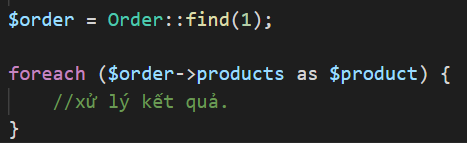 $order = Order::find(1);
foreach ($order->products as $product) {
//xử lý kết quả.
}